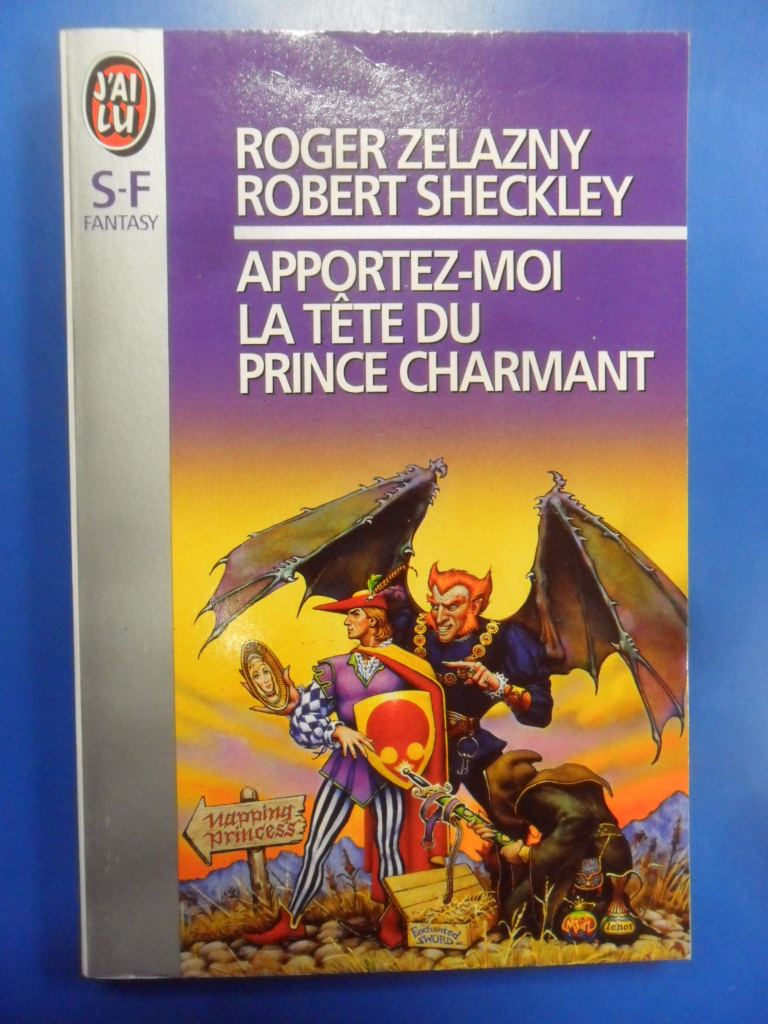 J'AI
LU
S-F
FANTASY
ROGER ZELAZNY
ROBERT SHECKLEY
APPORTEZ-MOI
LA TÊTE DU
PRINCE CHARMANT
Napping
Princess
Enchanted
SWORD